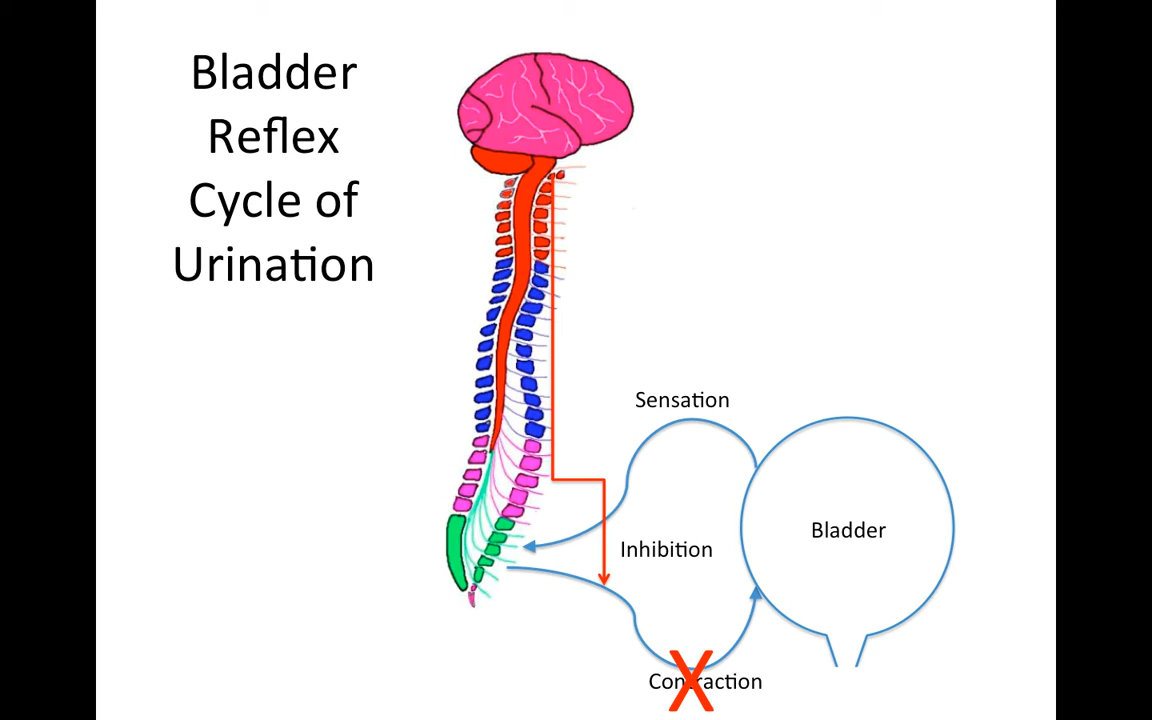 Bladder
Reflex
Cycle of
Urination
Sensation
Inhibition
Bladder
Contraction
X